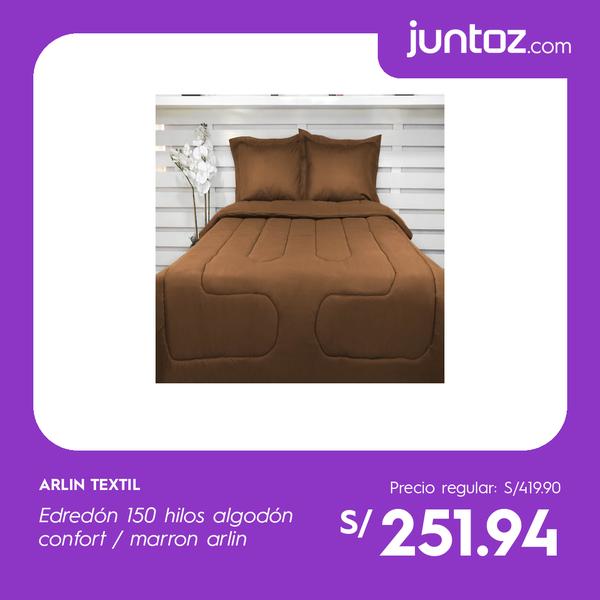 juntoz.com
ARLIN TEXTIL
Edredón 150 hilos algodón
confort / marron arlin
Precio regular: S/419.90
S/251.94